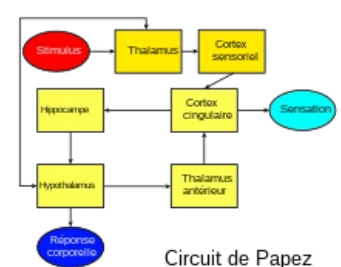 Stimulus
Thalamus
Cortex
sensoriel
Hippocampe
Cortex
cingulaire
Sensation
Hypothalamus
Thalamus
antérieur
Réponse
corporelle
Circuit de Papez